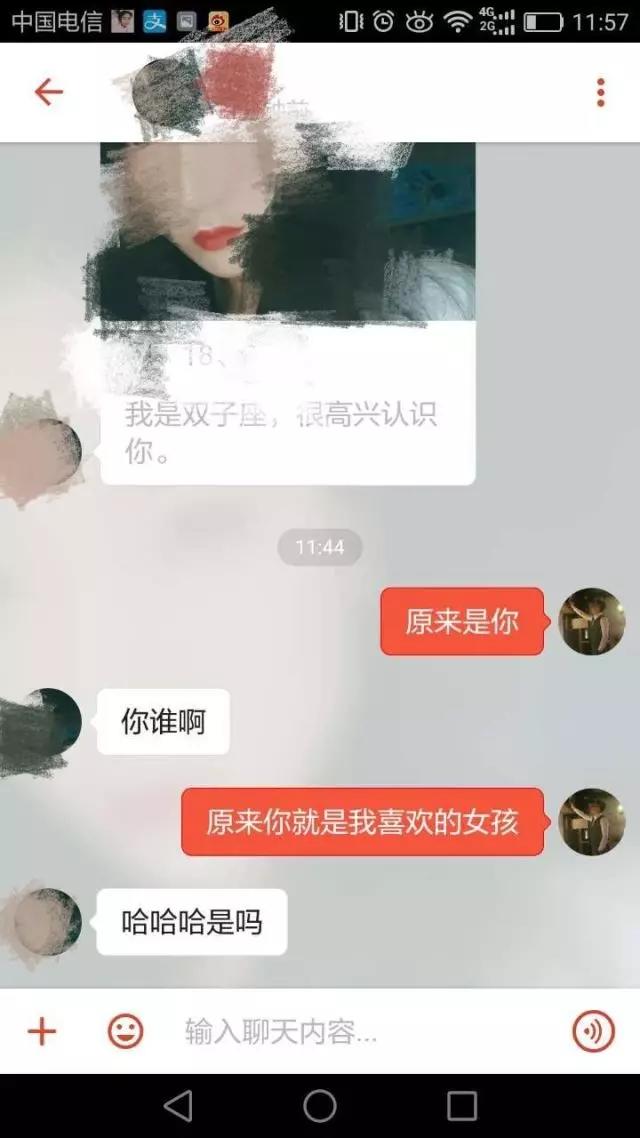 中国电信
4G
2G
11:57
18、
我是双子座，很高兴认识
你。
11:44
原来是你
你谁啊
原来你就是我喜欢的女孩
哈哈哈是吗
输入聊天内容...